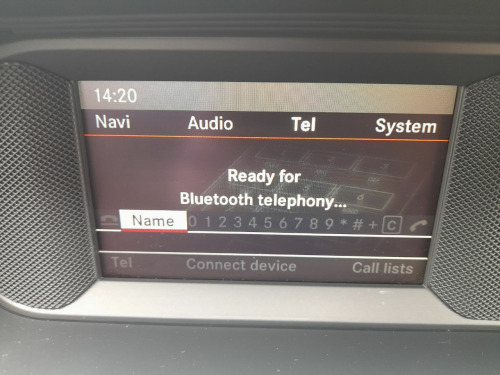 14:20
Navi Audio Tel System
Ready for
Bluetooth telephony...
Name 0 1 2 3 4 5 6 7 8 9 * # + C
Tel Connect device Call lists